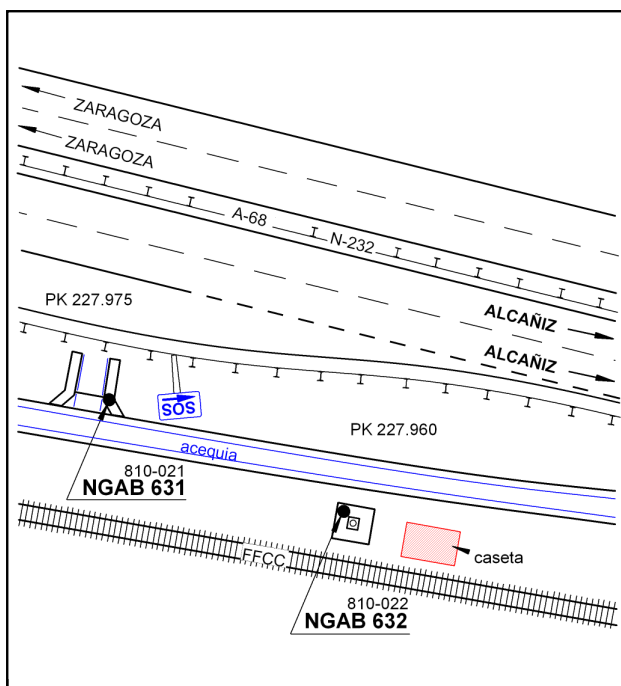 ZARAGOZA
ZARAGOZA
A-68
N-232
PK 227.975
ALCAÑIZ
ALCAÑIZ
SOS
PK 227.960
acequia
810-021
NGAB 631
FFCC
caseta
810-022
NGAB 632